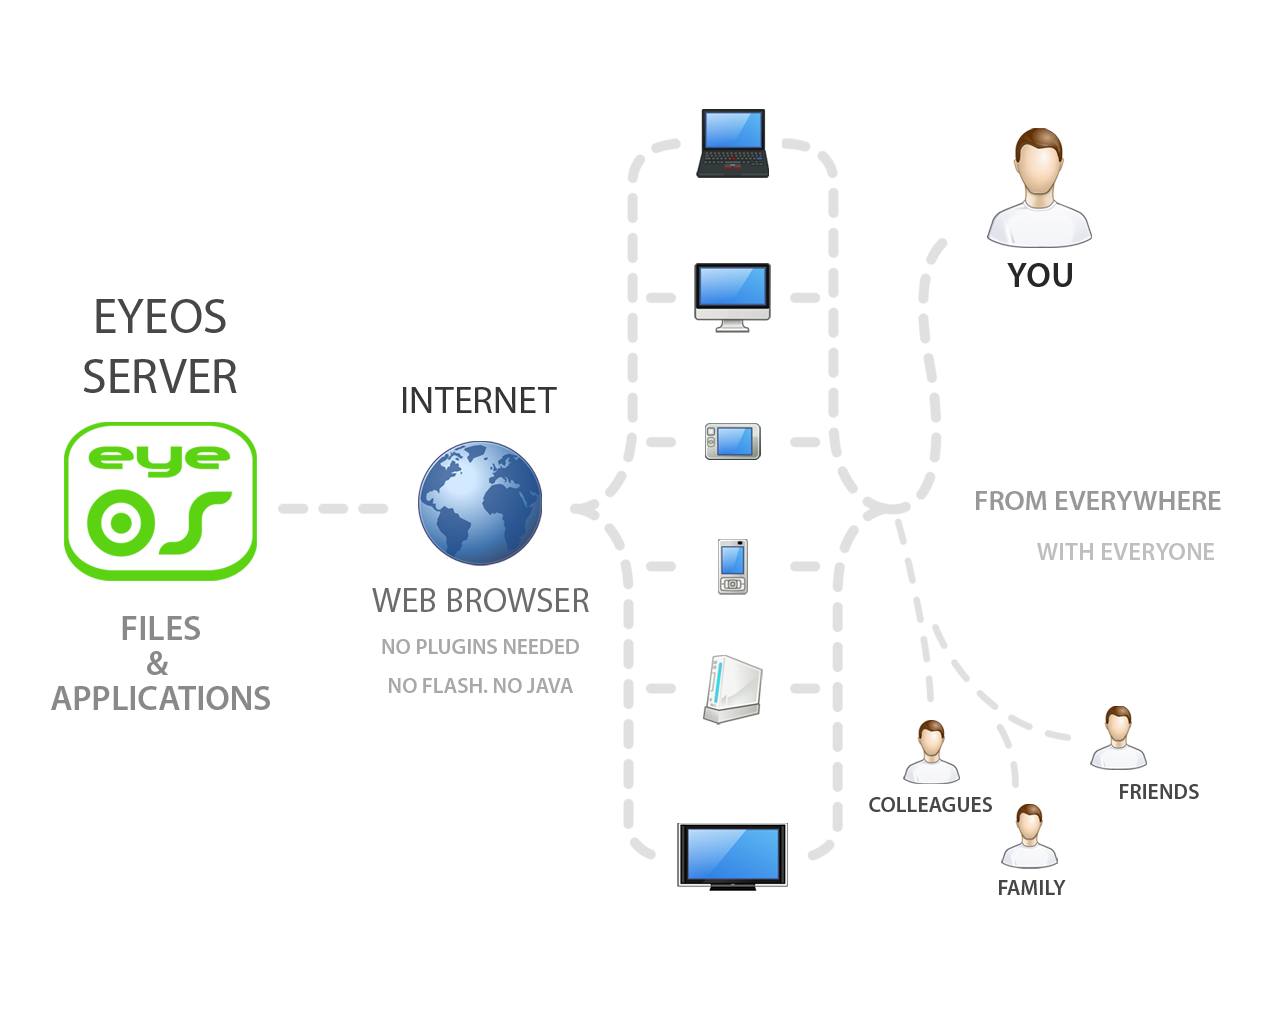 EYEOS
SERVER
eye
OS
FILES
&
APPLICATIONS
INTERNET
WEB BROWSER
NO PLUGINS NEEDED
NO FLASH. NO JAVA
YOU
FROM EVERYWHERE
WITH EVERYONE
COLLEAGUES
FRIENDS
FAMILY